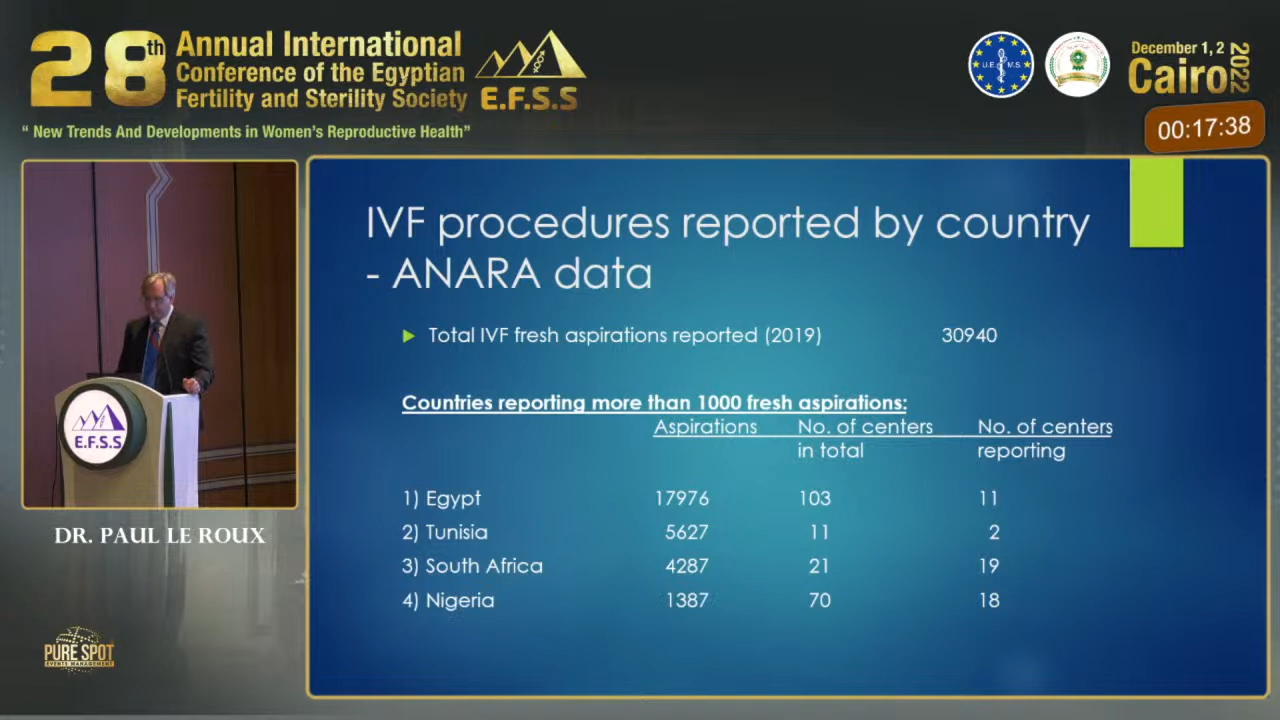 28th
Annual International
Conference of the Egyptian
Fertility and Sterility Society
E.F.S.S
“ New Trends And Developments in Women’s Reproductive Health”
U.E.M.S.
December 1, 2
Cairo
2022
00:17:38
IVF procedures reported by country
- ANARA data
Total IVF fresh aspirations reported (2019) 30940
Countries reporting more than 1000 fresh aspirations:
Aspirations No. of centers No. of centers
in total reporting
1) Egypt 17976 103 11
2) Tunisia 5627 11 2
3) South Africa 4287 21 19
4) Nigeria 1387 70 18
E.F.S.S
DR. PAUL LE ROUX
PURE SPOT
EVENTS MANAGEMENT